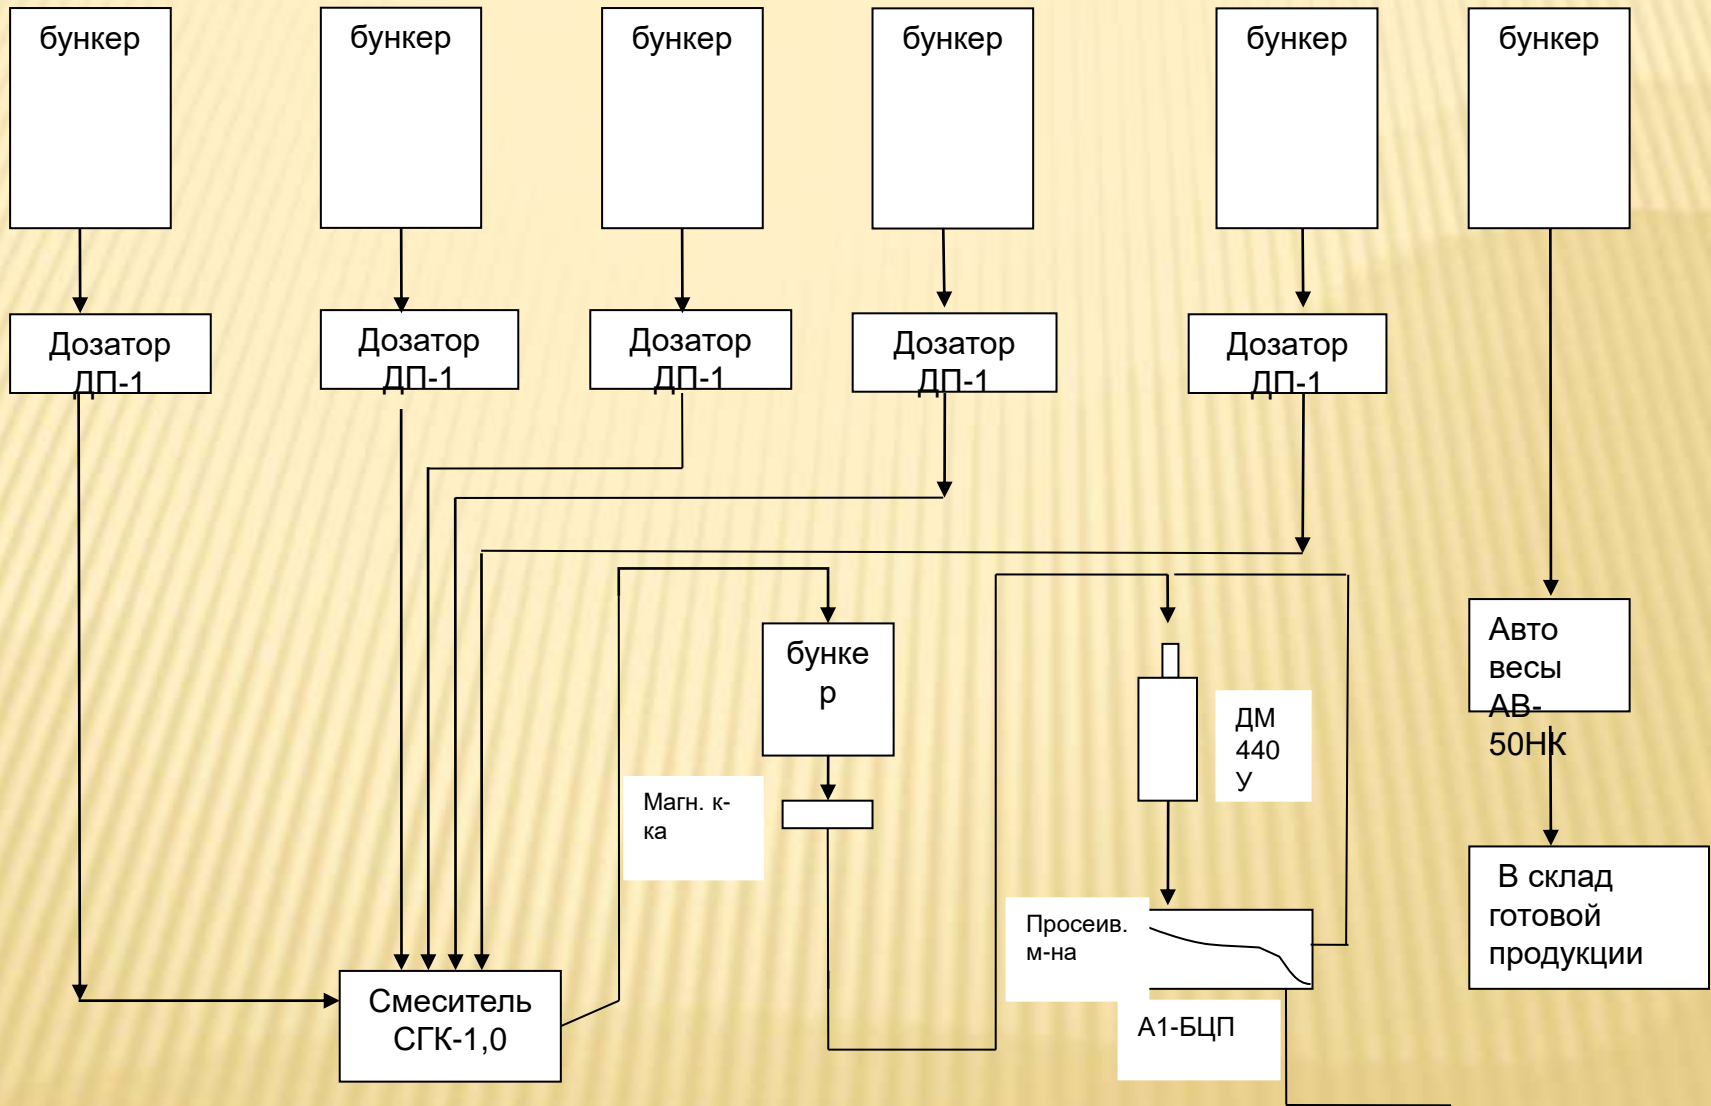 бункер
бункер
бункер
бункер
бункер
бункер
Дозатор
ДП-1
Дозатор
ДП-1
Дозатор
ДП-1
Дозатор
ДП-1
Дозатор
ДП-1
Авто
весы
АВ-
50НК
бунке
р
ДМ
440
У
Магн. к-
ка
В склад
готовой
продукции
Просеив.
м-на
А1-БЦП
Смеситель
СГК-1,0